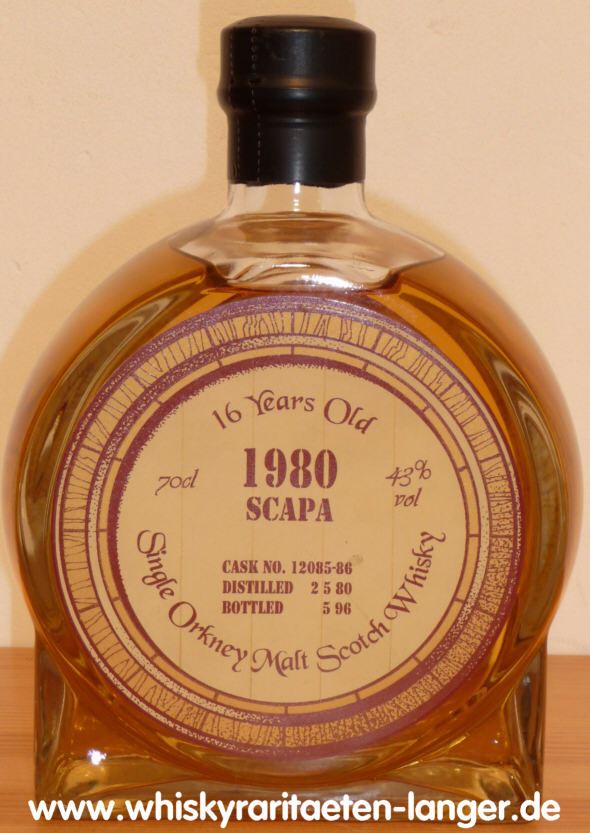 16 Years Old
1980
SCAPA
70cl
43%
vol
CASK NO. 12085-86
DISTILLED 2 5 80
BOTTLED 5 96
Single Orkney Malt Scotch Whisky
www.whiskyraritaeten-langer.de